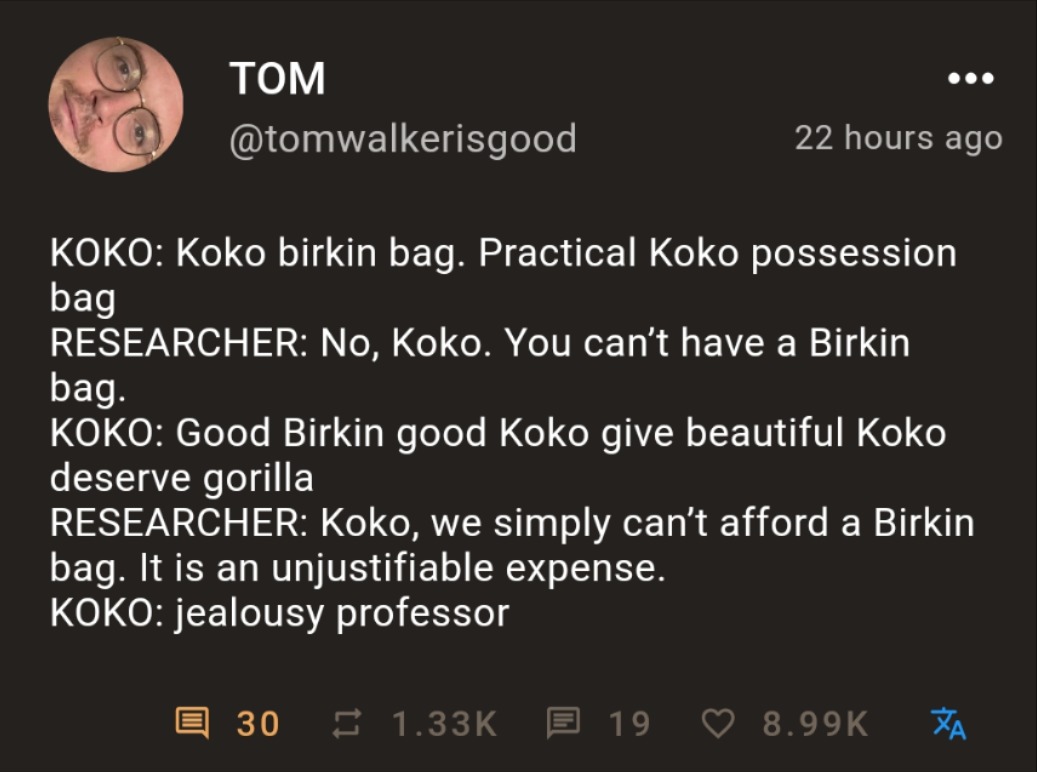 TOM
@tomwalkerisgood
22 hours ago
KOKO: Koko birkin bag. Practical Koko possession
bag
RESEARCHER: No, Koko. You can’t have a Birkin
bag.
KOKO: Good Birkin good Koko give beautiful Koko
deserve gorilla
RESEARCHER: Koko, we simply can’t afford a Birkin
bag. It is an unjustifiable expense.
KOKO: jealousy professor
30 1.33K 19 8.99K